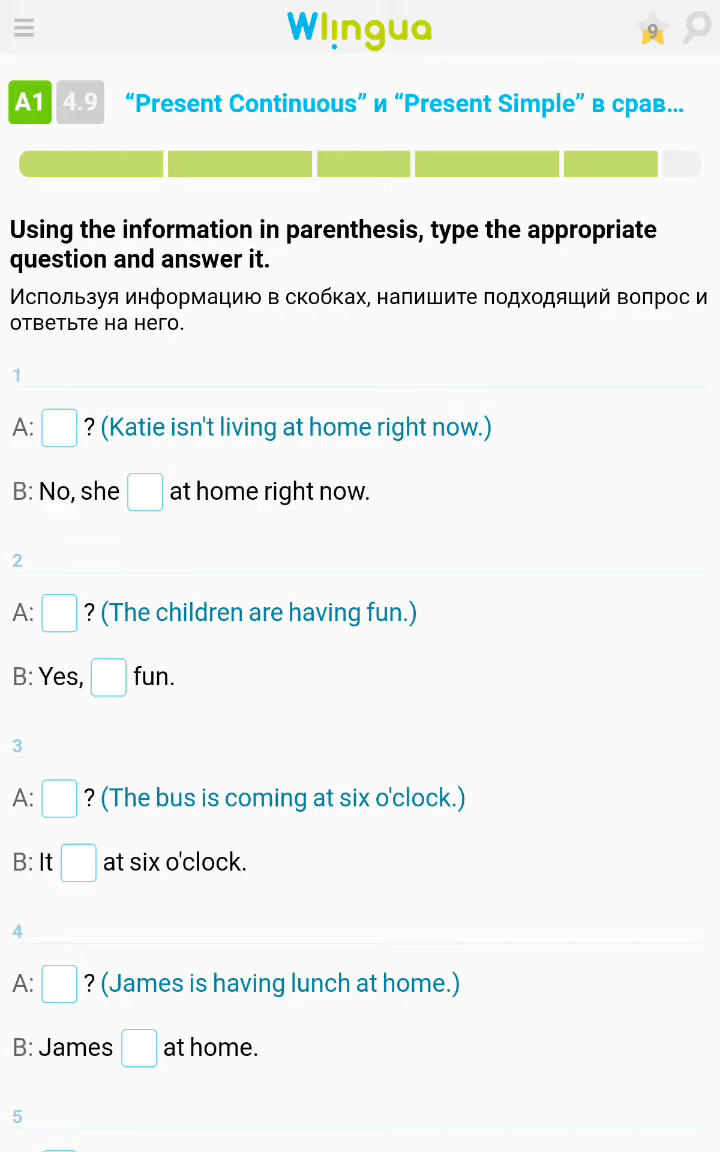 Wlingua
9
A1 4.9 “Present Continuous” и “Present Simple” в срав...
Using the information in parenthesis, type the appropriate
question and answer it.
Используя информацию в скобках, напишите подходящий вопрос и
ответьте на него.
1
A: ? (Katie isn't living at home right now.)
B: No, she at home right now.
2
A: ? (The children are having fun.)
B: Yes, fun.
3
A: ? (The bus is coming at six o'clock.)
B: It at six o'clock.
4
A: ? (James is having lunch at home.)
B: James at home.
5